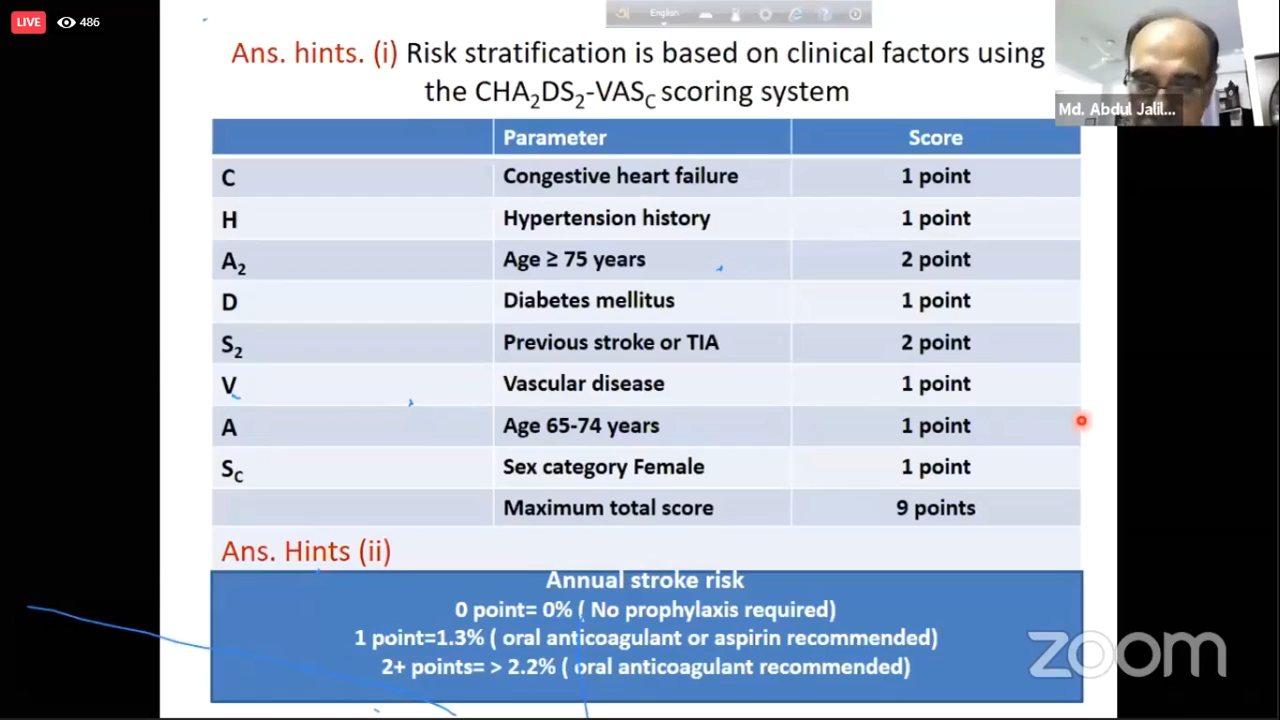 LIVE 486
English
Ans. hints. (i) Risk stratification is based on clinical factors using
the CHA₂DS₂-VASC scoring system
Md. Abdul Jalil...
Parameter Score
C Congestive heart failure 1 point
H Hypertension history 1 point
A₂ Age ≥ 75 years 2 point
D Diabetes mellitus 1 point
S₂ Previous stroke or TIA 2 point
V Vascular disease 1 point
A Age 65-74 years 1 point
SC Sex category Female 1 point
Maximum total score 9 points
Ans. Hints (ii)
Annual stroke risk
0 point= 0% ( No prophylaxis required)
1 point=1.3% ( oral anticoagulant or aspirin recommended)
2+ points= > 2.2% ( oral anticoagulant recommended)
zoom